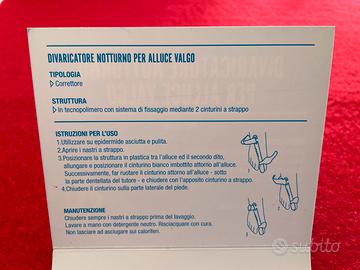 DIVARICATORE NOTTURNO PER ALLUCE VALGO
TIPOLOGIA
▷ Correttore
STRUTTURA
▷ In tecnopolimero con sistema di fissaggio mediante 2 cinturini a strappo
ISTRUZIONI PER L'USO
1.Utilizzare su epidermide asciutta e pulita.
2.Aprire i nastri a strappo.
3.Posizionare la struttura in plastica tra l'alluce ed il secondo dito,
allungare e posizionare il cinturino bianco imbottito attorno all'alluce.
Successivamente, far ruotare il cinturino attorno all'alluce - sotto
la parte dentellata del tutore - e chiudere con l'apposito cinturino a strappo.
4.Chiudere il cinturino sulla parte laterale del piede.
MANUTENZIONE
Chiudere sempre i nastri a strappo prima del lavaggio.
Lavare a mano con detergente neutro. Risciacquare con cura.
Non lasciare ad asciugare sui caloriferi.
subito